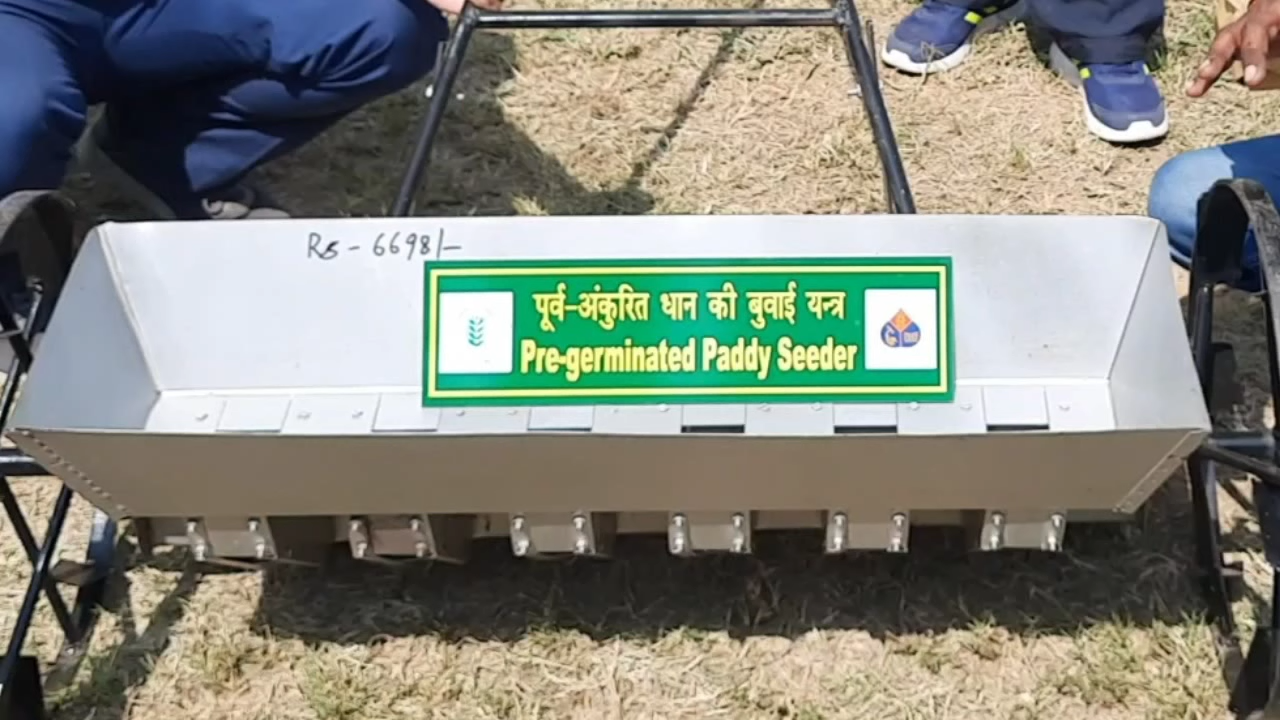 Rs - 6698/-
पूर्व-अंकुरित धान की बुवाई यन्त्र
Pre-germinated Paddy Seeder